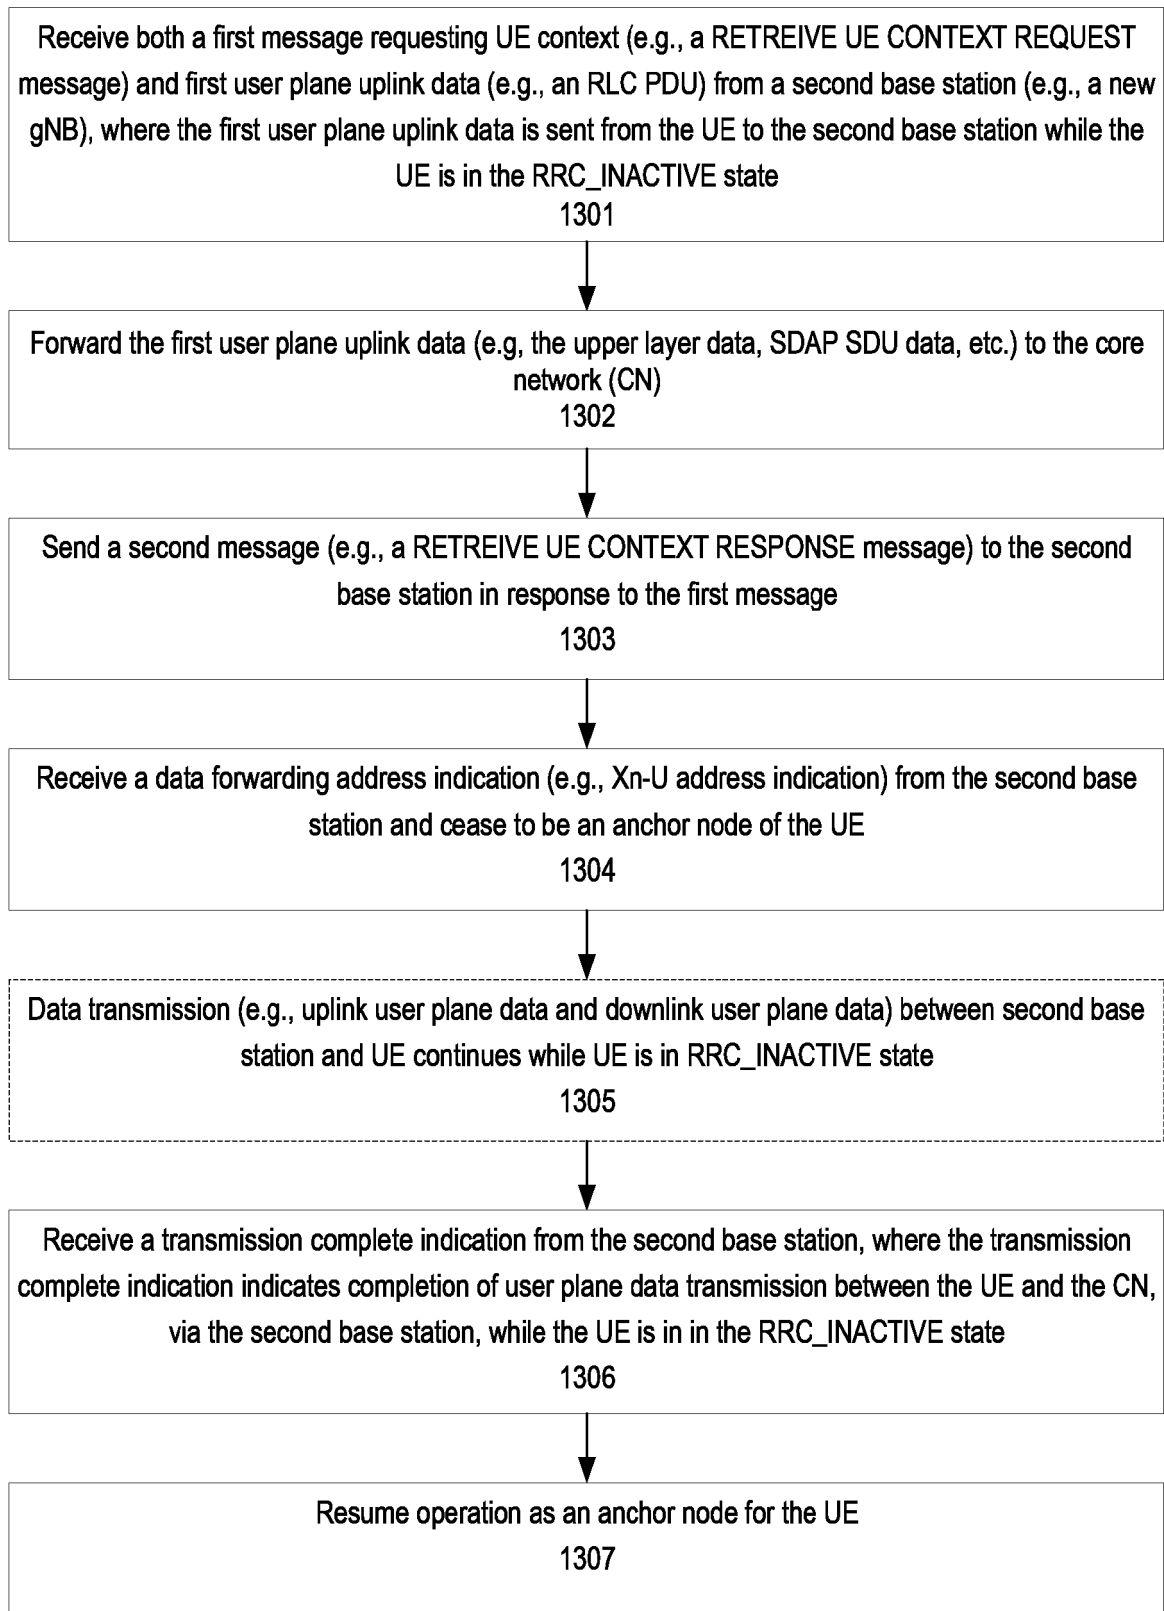 Receive both a first message requesting UE context (e.g., a RETREIVE UE CONTEXT REQUEST
message) and first user plane uplink data (e.g., an RLC PDU) from a second base station (e.g., a new
gNB), where the first user plane uplink data is sent from the UE to the second base station while the
UE is in the RRC_INACTIVE state
1301
Forward the first user plane uplink data (e.g, the upper layer data, SDAP SDU data, etc.) to the core
network (CN)
1302
Send a second message (e.g., a RETREIVE UE CONTEXT RESPONSE message) to the second
base station in response to the first message
1303
Receive a data forwarding address indication (e.g., Xn-U address indication) from the second base
station and cease to be an anchor node of the UE
1304
Data transmission (e.g., uplink user plane data and downlink user plane data) between second base
station and UE continues while UE is in RRC_INACTIVE state
1305
Receive a transmission complete indication from the second base station, where the transmission
complete indication indicates completion of user plane data transmission between the UE and the CN,
via the second base station, while the UE is in in the RRC_INACTIVE state
1306
Resume operation as an anchor node for the UE
1307